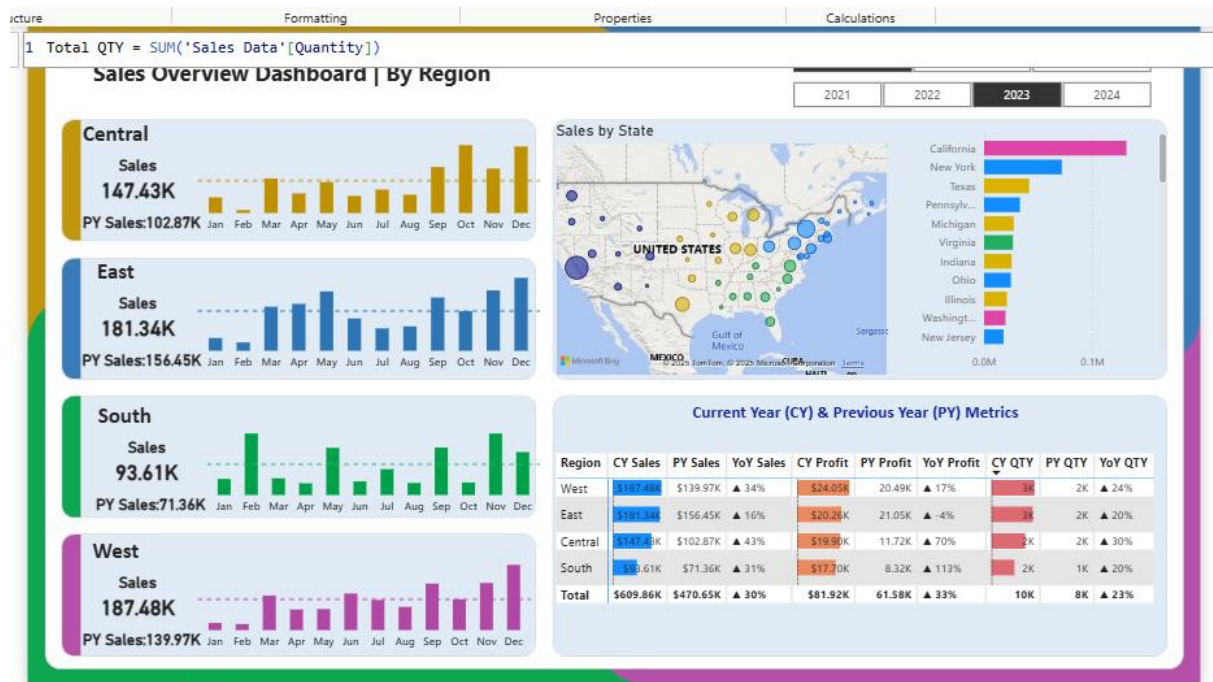 ucture Formatting Properties Calculations
1 Total QTY = SUM('Sales Data'[Quantity])
Sales Overview Dashboard | By Region
2021 2022 2023 2024
Central
Sales
147.43K
PY Sales:102.87K
Jan Feb Mar Apr May Jun Jul Aug Sep Oct Nov Dec
East
Sales
181.34K
PY Sales:156.45K
Jan Feb Mar Apr May Jun Jul Aug Sep Oct Nov Dec
South
Sales
93.61K
PY Sales:71.36K
Jan Feb Mar Apr May Jun Jul Aug Sep Oct Nov Dec
West
Sales
187.48K
PY Sales:139.97K
Jan Feb Mar Apr May Jun Jul Aug Sep Oct Nov Dec
Sales by State
UNITED STATES
Gulf of
Mexico
MEXICO
CUBA
HAITI
Microsoft Bing
© 2025 TomTom, © 2025 Microsoft Corporation Terms
California
New York
Texas
Pennsylv...
Michigan
Virginia
Indiana
Ohio
Illinois
Washingt...
New Jersey
0.0M 0.1M
Current Year (CY) & Previous Year (PY) Metrics
Region CY Sales PY Sales YoY Sales CY Profit PY Profit YoY Profit CY QTY PY QTY YoY QTY
West $187.48K $139.97K ▲ 34% $24.05K 20.49K ▲ 17% 3K 2K ▲ 24%
East $181.34K $156.45K ▲ 16% $20.26K 21.05K ▲ -4% 3K 2K ▲ 20%
Central $147.43K $102.87K ▲ 43% $19.90K 11.72K ▲ 70% 2K 2K ▲ 30%
South $93.61K $71.36K ▲ 31% $17.70K 8.32K ▲ 113% 2K 1K ▲ 20%
Total $609.86K $470.65K ▲ 30% $81.92K 61.58K ▲ 33% 10K 8K ▲ 23%